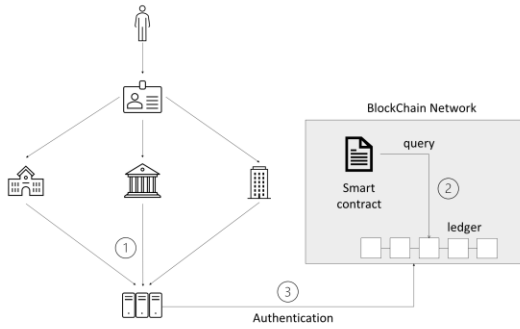 BlockChain Network
query
Smart
contract
2
ledger
1
3
Authentication